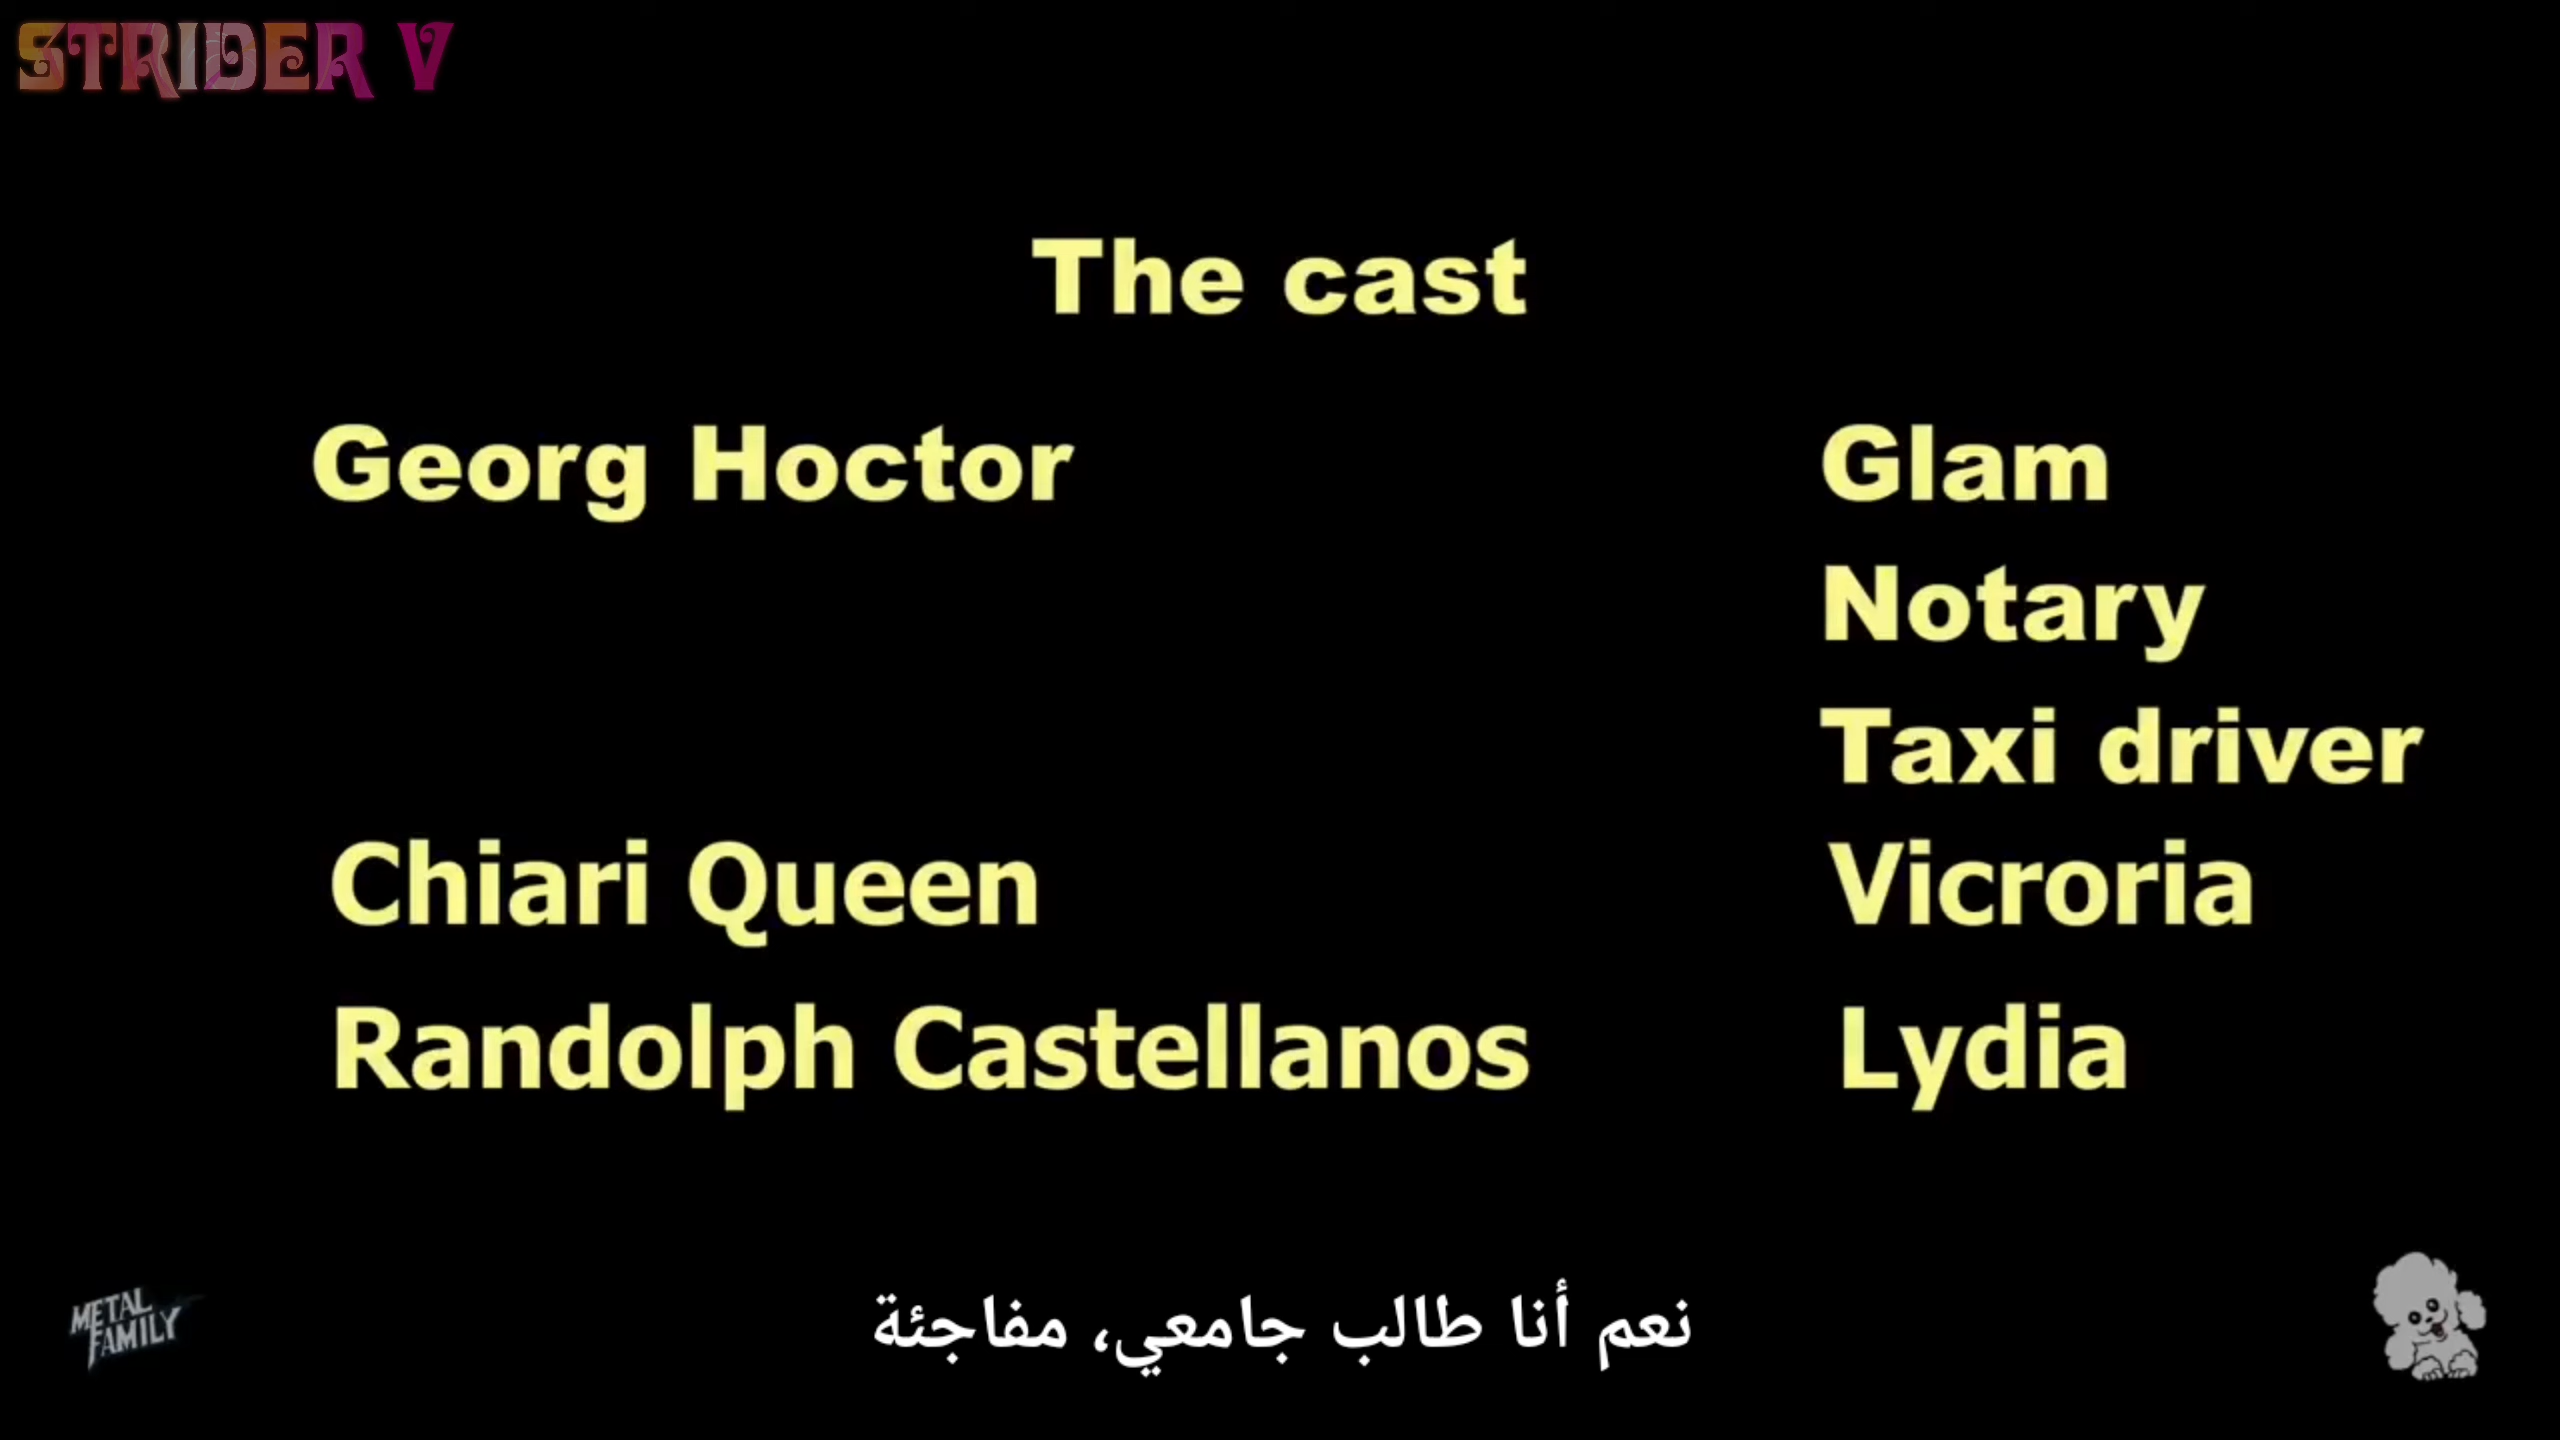 STRIDER V
The cast
Georg Hoctor Glam
Notary
Taxi driver
Chiari Queen Vicroria
Randolph Castellanos Lydia
METAL
FAMILY
نعم أنا طالب جامعي، مفاجئة